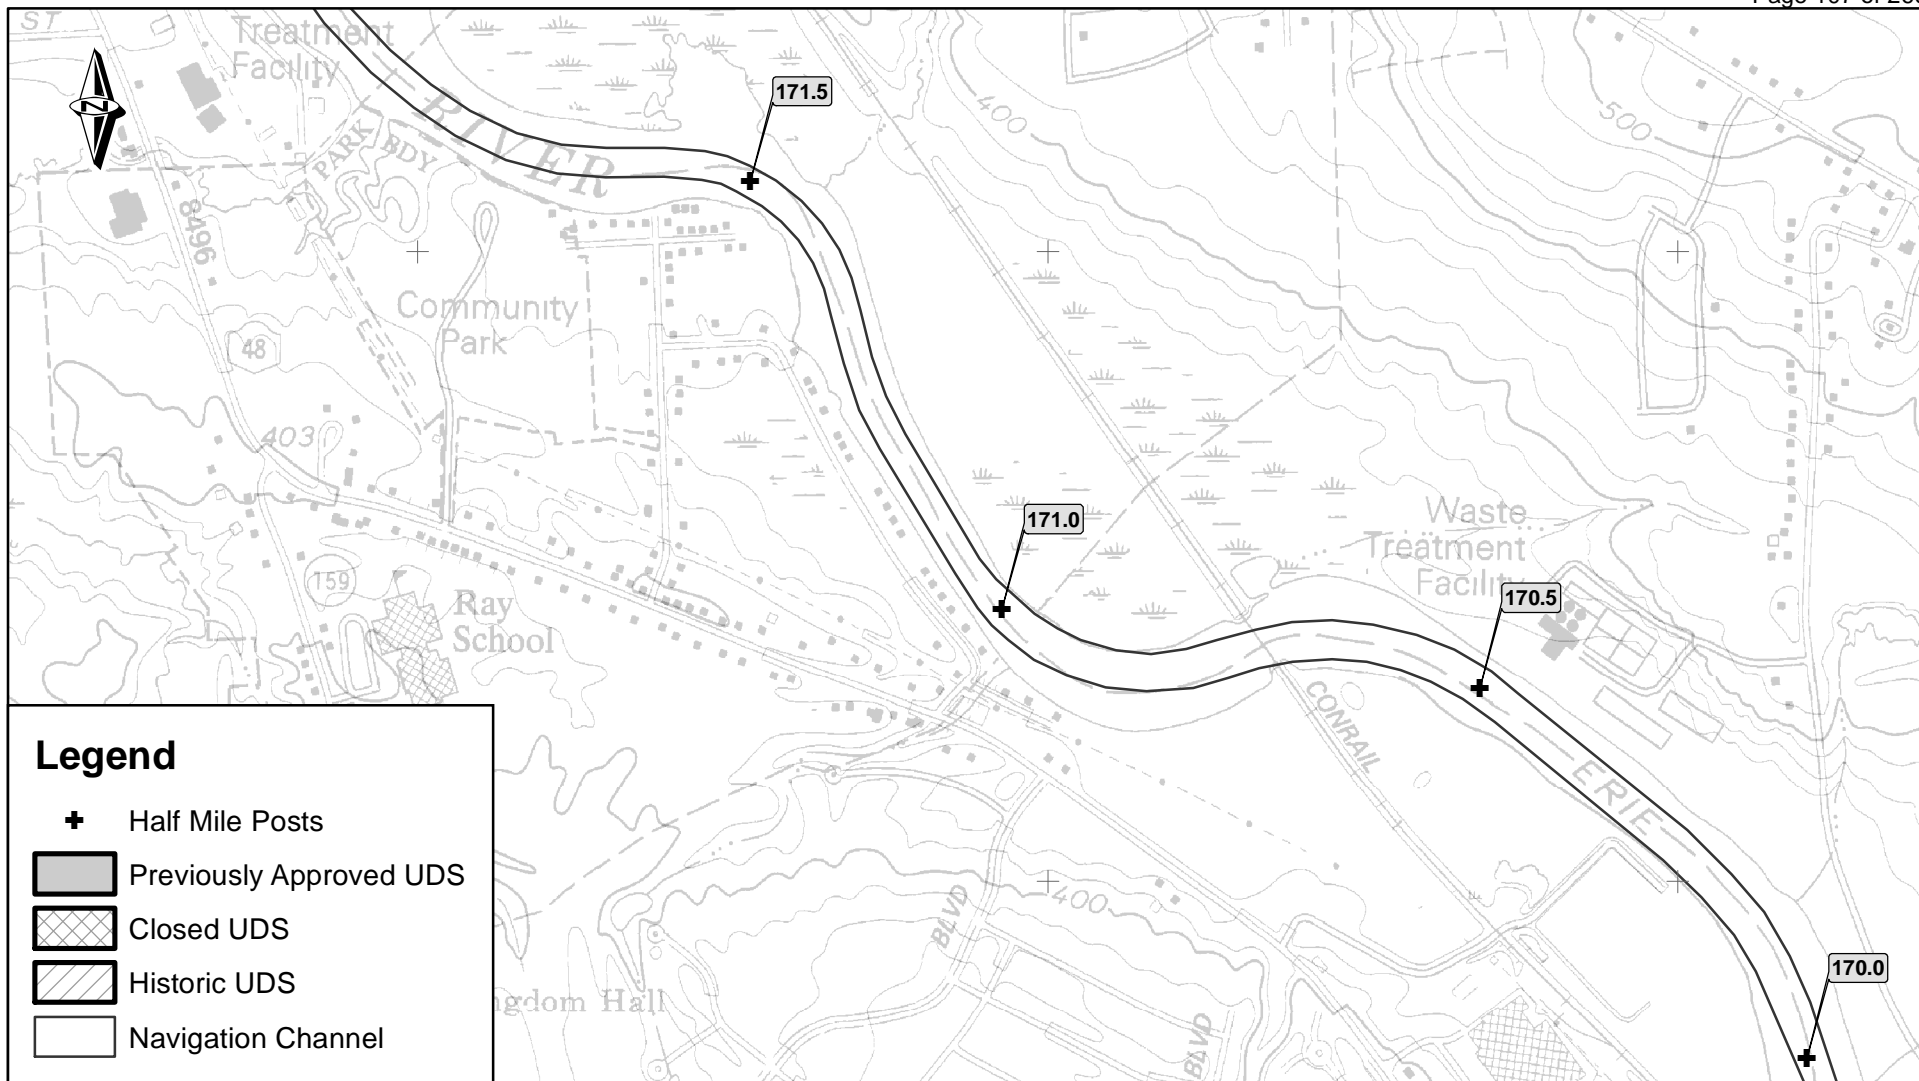 ST
Treatment
Facility
RIVER
PARK
BDY
N
171.5
400
500
8496
Community
Park
48
403
159
Ray
School
171.0
Waste
Treatment
Facility
170.5
CONRAIL
ERIE
400
BLVD
BLVD
170.0
ngdom Hall
Legend
Half Mile Posts
Previously Approved UDS
Closed UDS
Historic UDS
Navigation Channel